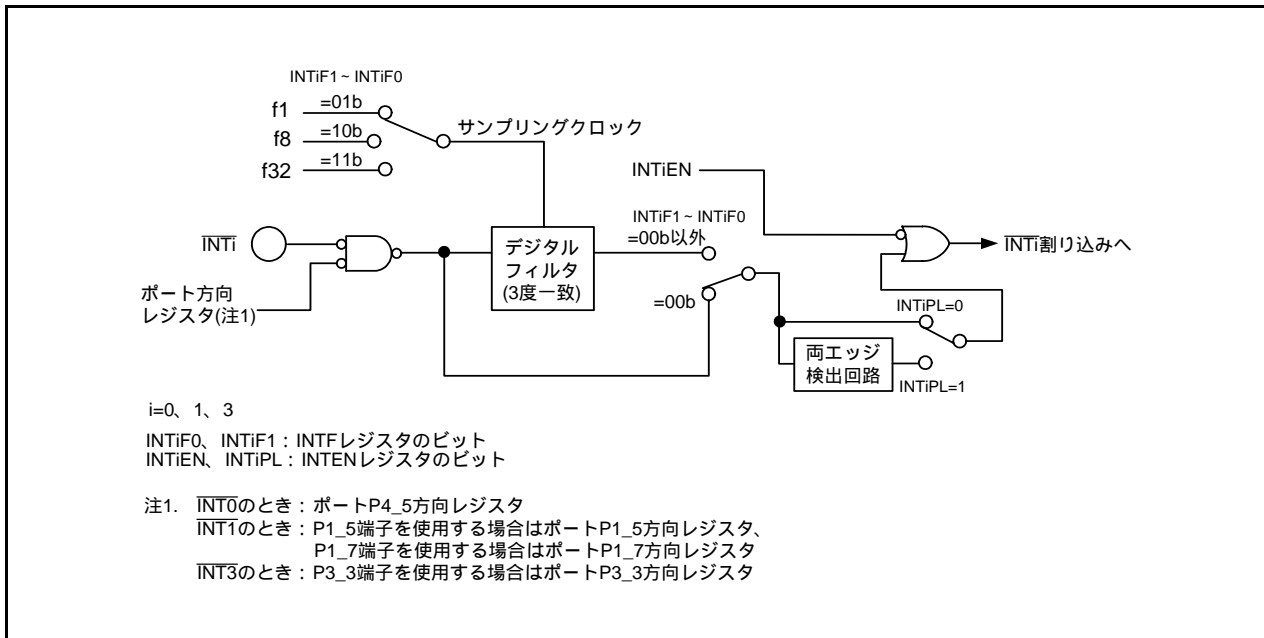 INTiF1~INTiF0
f1
=01b
f8
=10b
f32
=11b
サンプリングクロック
INTi
ポート方向
レジスタ(注1)
デジタル
フィルタ
(3度一致)
INTiEN
INTiF1~INTiF0
=00b以外
=00b
INTi割り込みへ
INTiPL=0
両エッジ
検出回路
INTiPL=1
i=0、1、3
INTiF0、INTiF1:INTFレジスタのビット
INTiEN、INTiPL:INTENレジスタのビット
注1. INT0のとき:ポートP4_5方向レジスタ
INT1のとき:P1_5端子を使用する場合はポートP1_5方向レジスタ、
P1_7端子を使用する場合はポートP1_7方向レジスタ
INT3のとき:P3_3端子を使用する場合はポートP3_3方向レジスタ